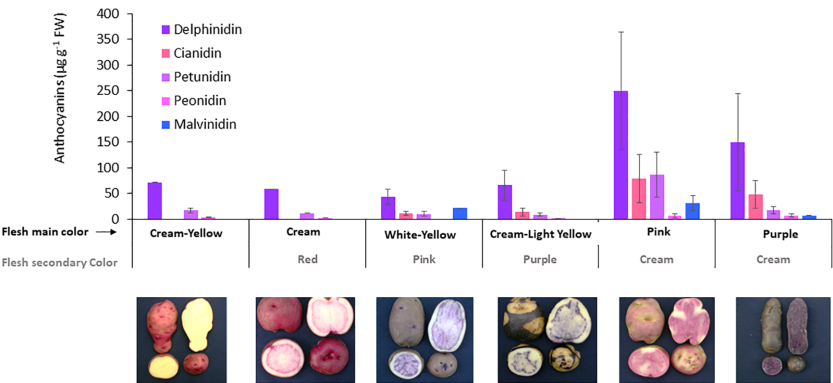 Anthocyanins (µg g⁻¹ FW)
400
350
300
250
200
150
100
50
0
Delphinidin
Cianidin
Petunidin
Peonidin
Malvinidin
Flesh main color → Cream-Yellow Cream White-Yellow Cream-Light Yellow Pink Purple
Flesh secondary Color Red Pink Purple Cream Cream